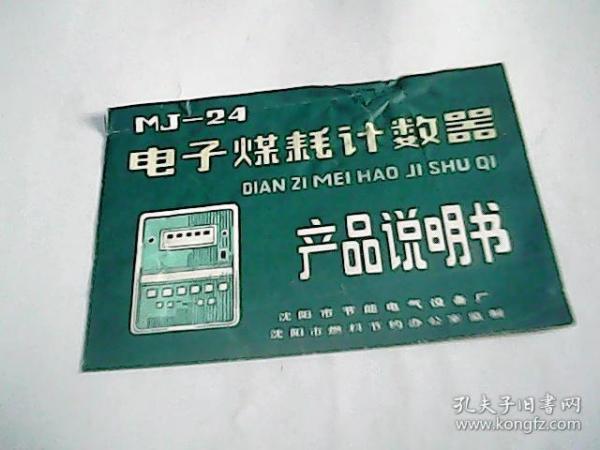 MJ-24
电子煤耗计数器
DIAN ZI MEI HAO JI SHU QI
产品说明书
沈阳市节能电气设备厂
沈阳市燃料节约办公室监制
孔夫子旧书网
www.kongfz.com